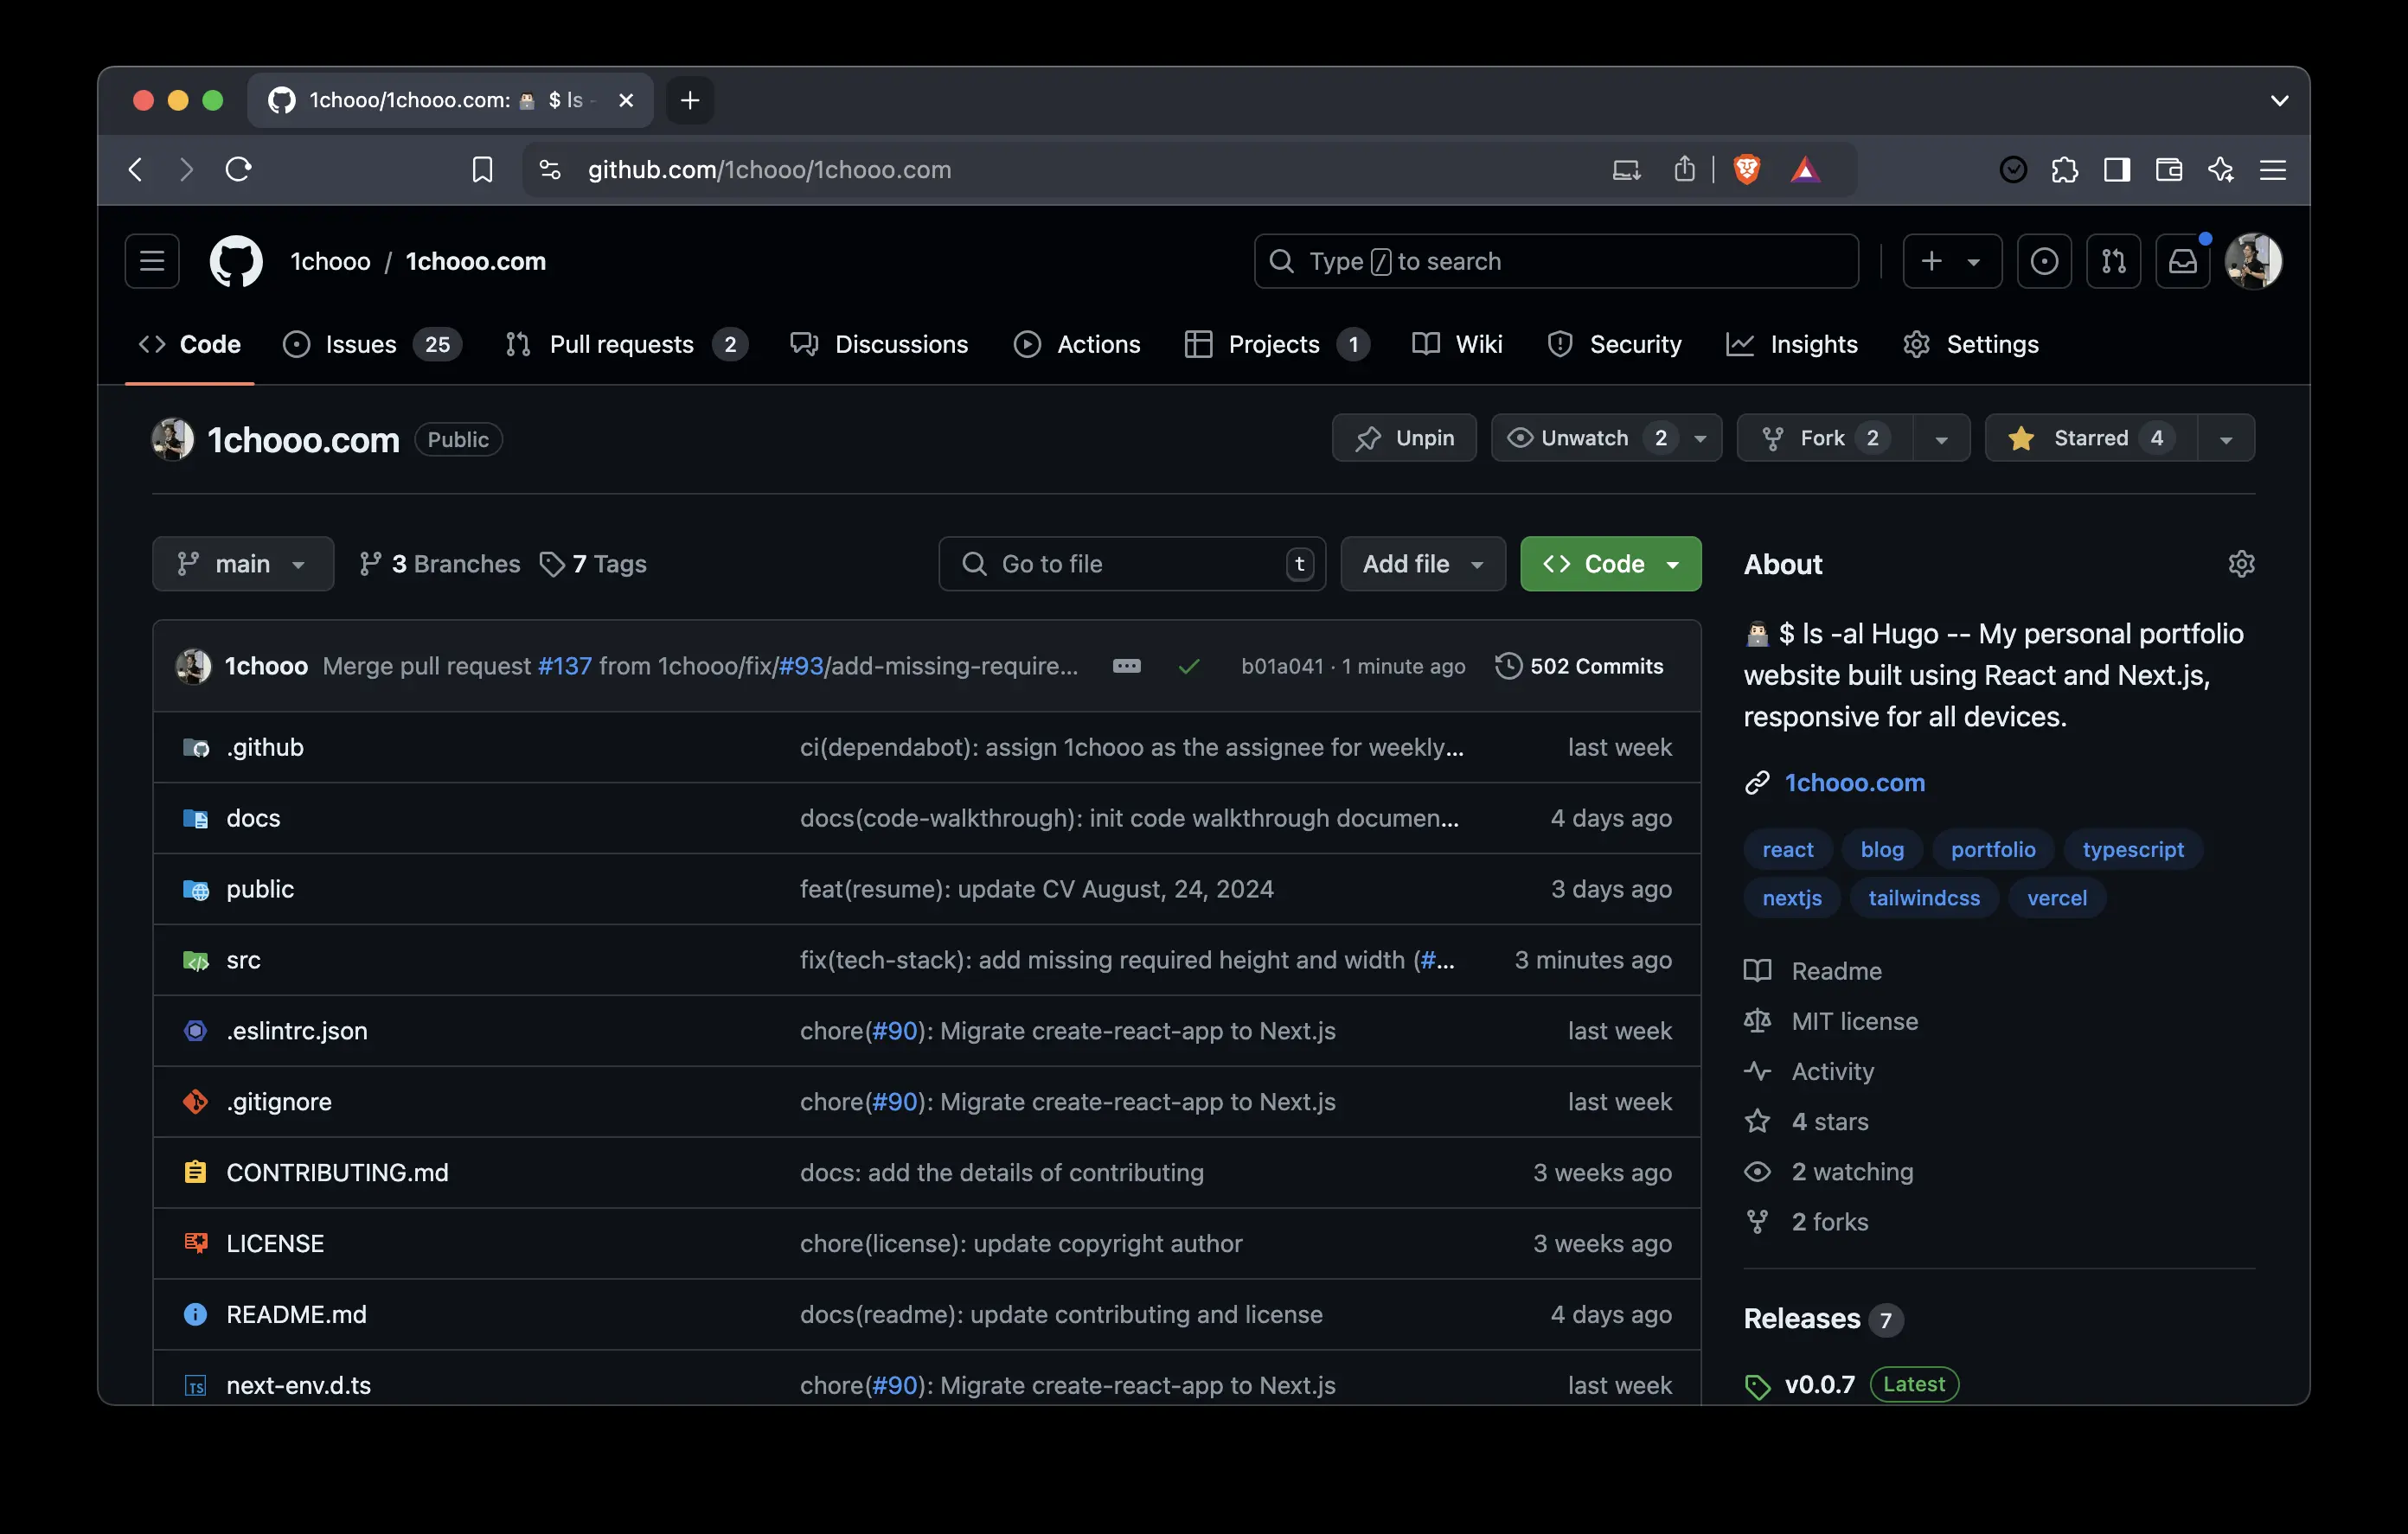 1chooo/1chooo.com: 👨🏻‍💻 $ ls -
github.com/1chooo/1chooo.com
1chooo / 1chooo.com
Type / to search
Code
Issues 25
Pull requests 2
Discussions
Actions
Projects 1
Wiki
Security
Insights
Settings
1chooo.com Public
Unpin
Unwatch 2
Fork 2
Starred 4
main
3 Branches
7 Tags
Go to file t
Add file
Code
1chooo Merge pull request #137 from 1chooo/fix/#93/add-missing-require... b01a041 · 1 minute ago 502 Commits
.github ci(dependabot): assign 1chooo as the assignee for weekly... last week
docs docs(code-walkthrough): init code walkthrough documen... 4 days ago
public feat(resume): update CV August, 24, 2024 3 days ago
src fix(tech-stack): add missing required height and width (#... 3 minutes ago
.eslintrc.json chore(#90): Migrate create-react-app to Next.js last week
.gitignore chore(#90): Migrate create-react-app to Next.js last week
CONTRIBUTING.md docs: add the details of contributing 3 weeks ago
LICENSE chore(license): update copyright author 3 weeks ago
README.md docs(readme): update contributing and license 4 days ago
TS next-env.d.ts chore(#90): Migrate create-react-app to Next.js last week
About
👨🏻‍💻 $ ls -al Hugo -- My personal portfolio
website built using React and Next.js,
responsive for all devices.
1chooo.com
react blog portfolio typescript
nextjs tailwindcss vercel
Readme
MIT license
Activity
4 stars
2 watching
2 forks
Releases 7
v0.0.7 Latest